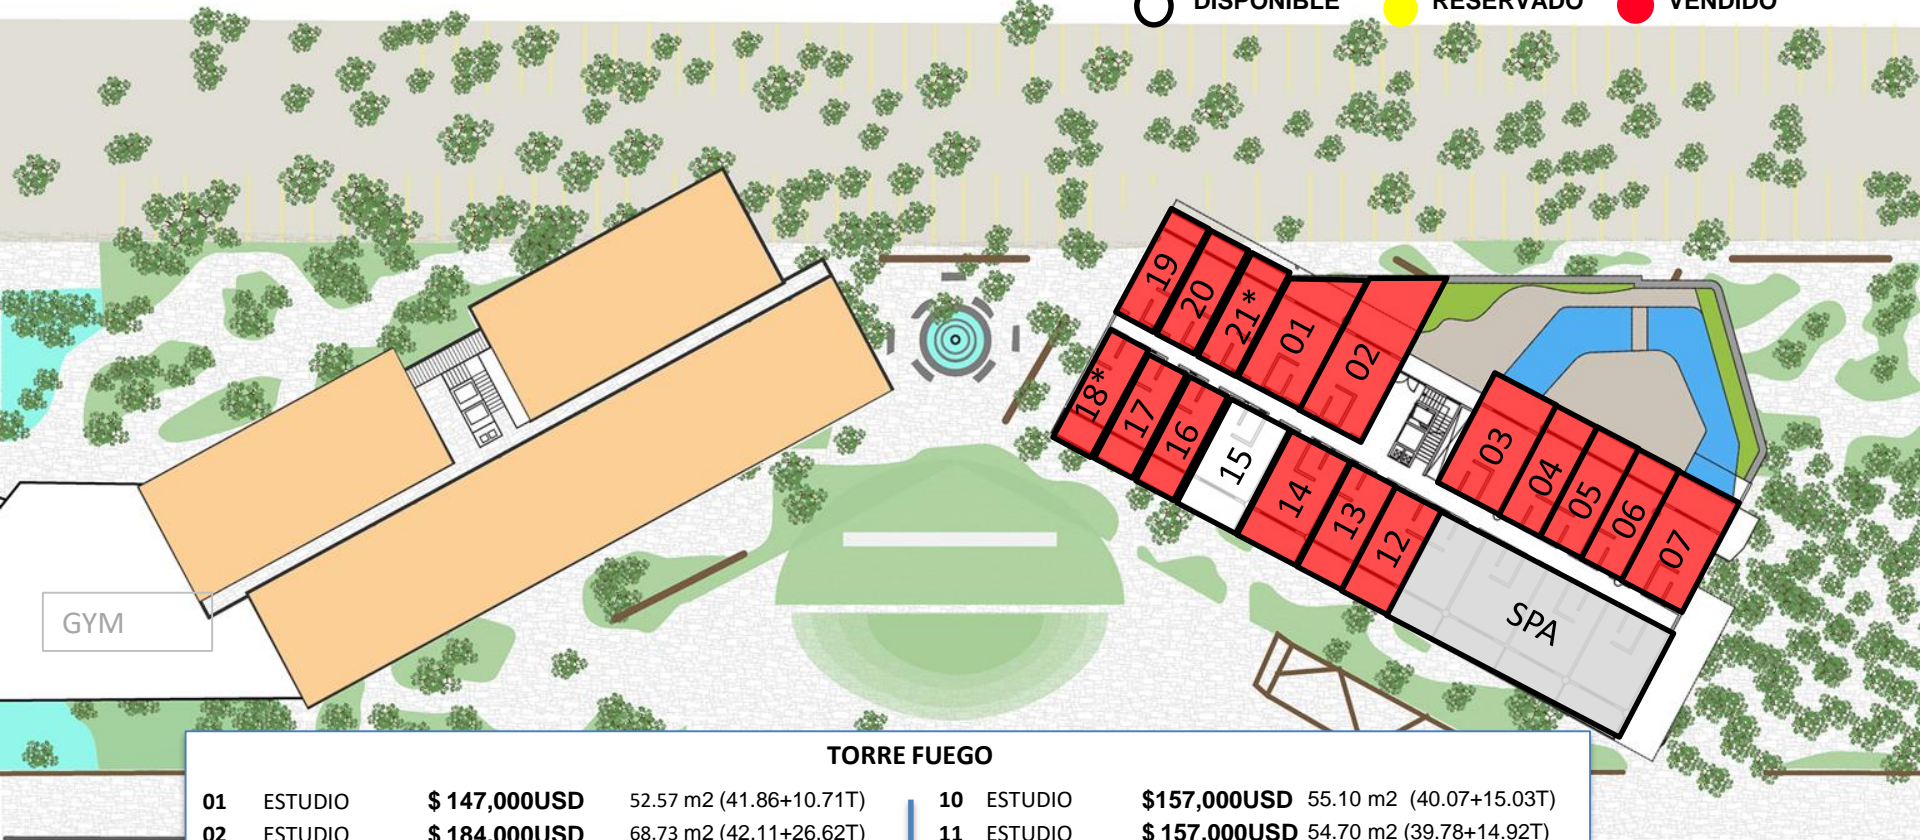 DISPONIBLE RESERVADO VENDIDO
19
20
21*
01
02
18*
17
16
15
14
13
12
03
04
05
06
07
SPA
GYM
TORRE FUEGO
01 ESTUDIO $ 147,000USD 52.57 m2 (41.86+10.71T)
02 ESTUDIO $ 184,000USD 68.73 m2 (42.11+26.62T)
10 ESTUDIO $157,000USD 55.10 m2 (40.07+15.03T)
11 ESTUDIO $ 157,000USD 54.70 m2 (39.78+14.92T)